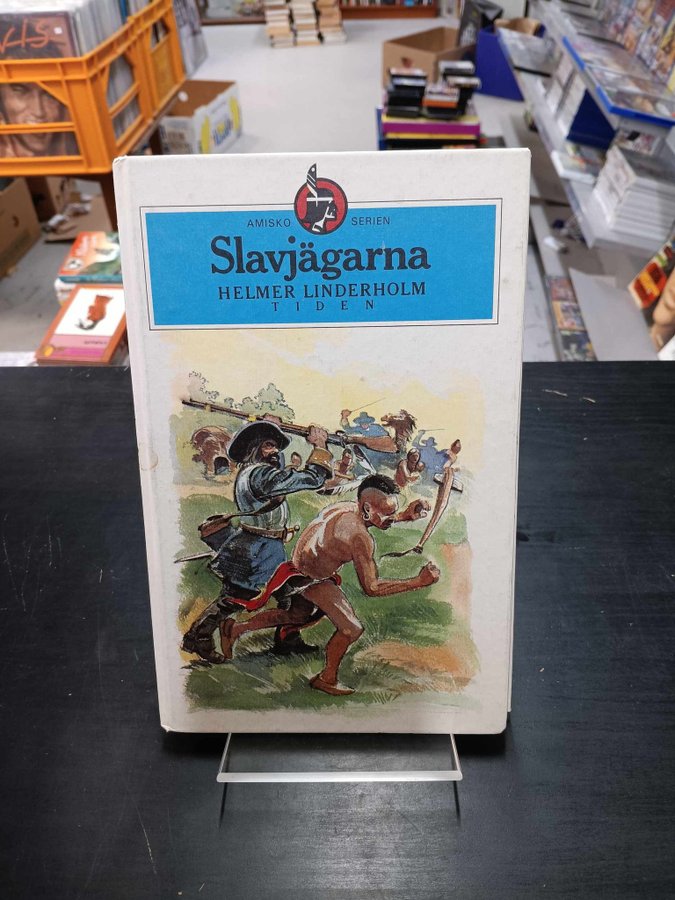 AMISKO SERIEN
Slavjägarna
HELMER LINDERHOLM
TIDEN